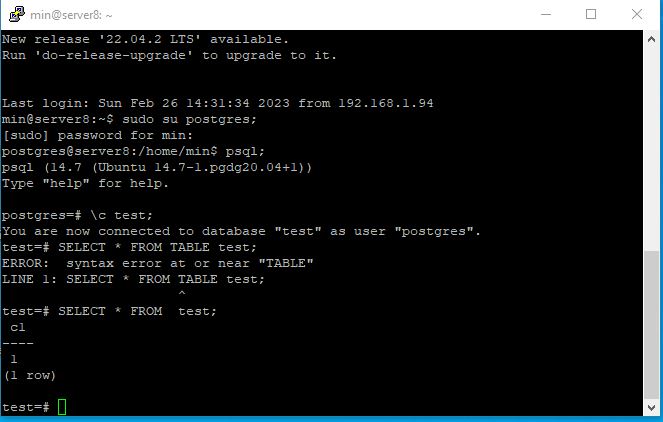 min@server8: ~
New release '22.04.2 LTS' available.
Run 'do-release-upgrade' to upgrade to it.
Last login: Sun Feb 26 14:31:34 2023 from 192.168.1.94
min@server8:~$ sudo su postgres;
[sudo] password for min:
postgres@server8:/home/min$ psql;
psql (14.7 (Ubuntu 14.7-1.pgdg20.04+1))
Type "help" for help.
postgres=# \c test;
You are now connected to database "test" as user "postgres".
test=# SELECT * FROM TABLE test;
ERROR:  syntax error at or near "TABLE"
LINE 1: SELECT * FROM TABLE test;
                      ^
test=# SELECT * FROM  test;
 c1
----
 1
(1 row)
test=#